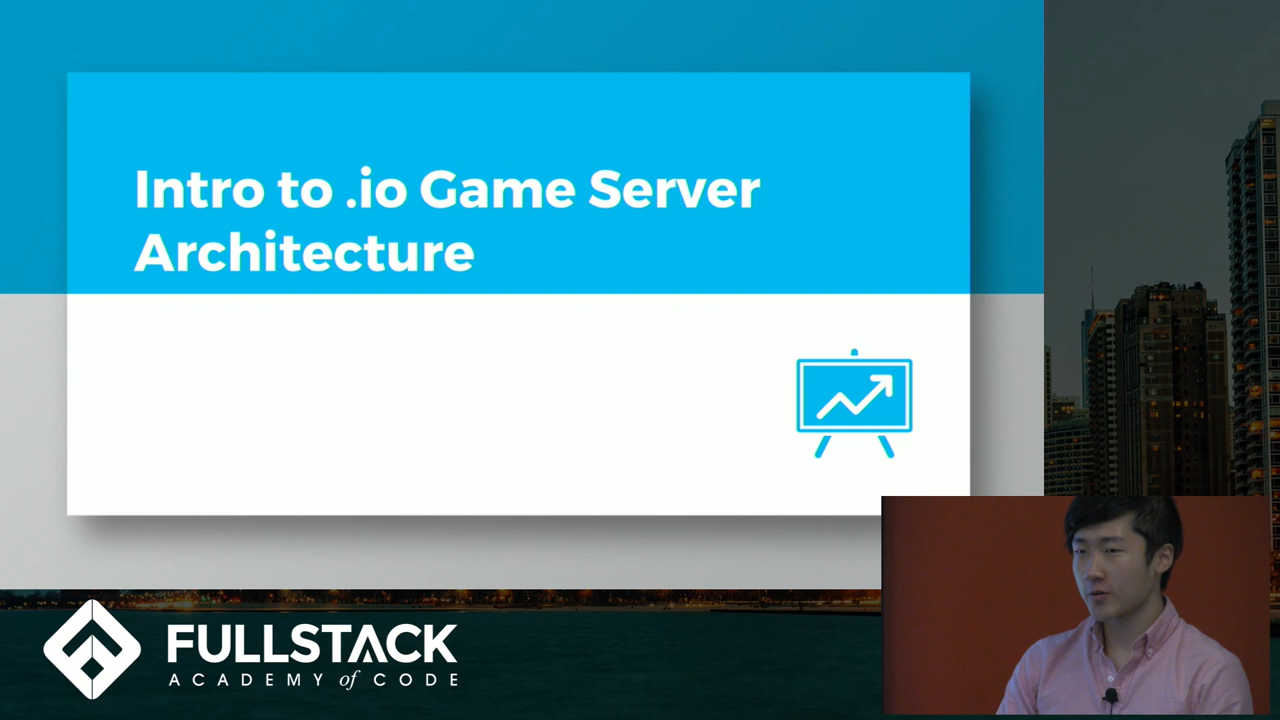 Intro to .io Game Server
Architecture
FULLSTACK
ACADEMY of CODE